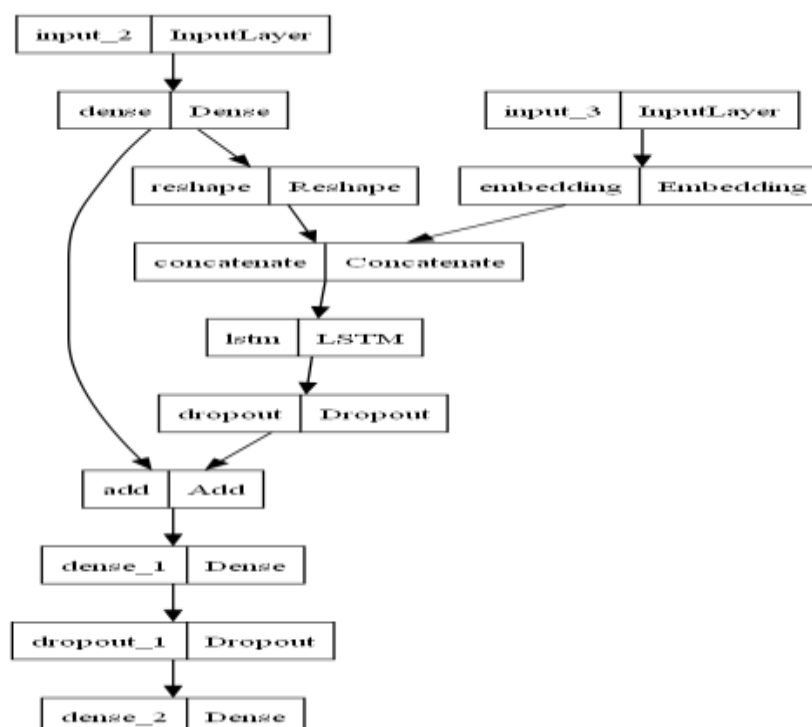 input_2 InputLayer
dense Dense
input_3 InputLayer
reshape Reshape
embedding Embedding
concatenate Concatenate
lstm LSTM
dropout Dropout
add Add
dense_1 Dense
dropout_1 Dropout
dense_2 Dense